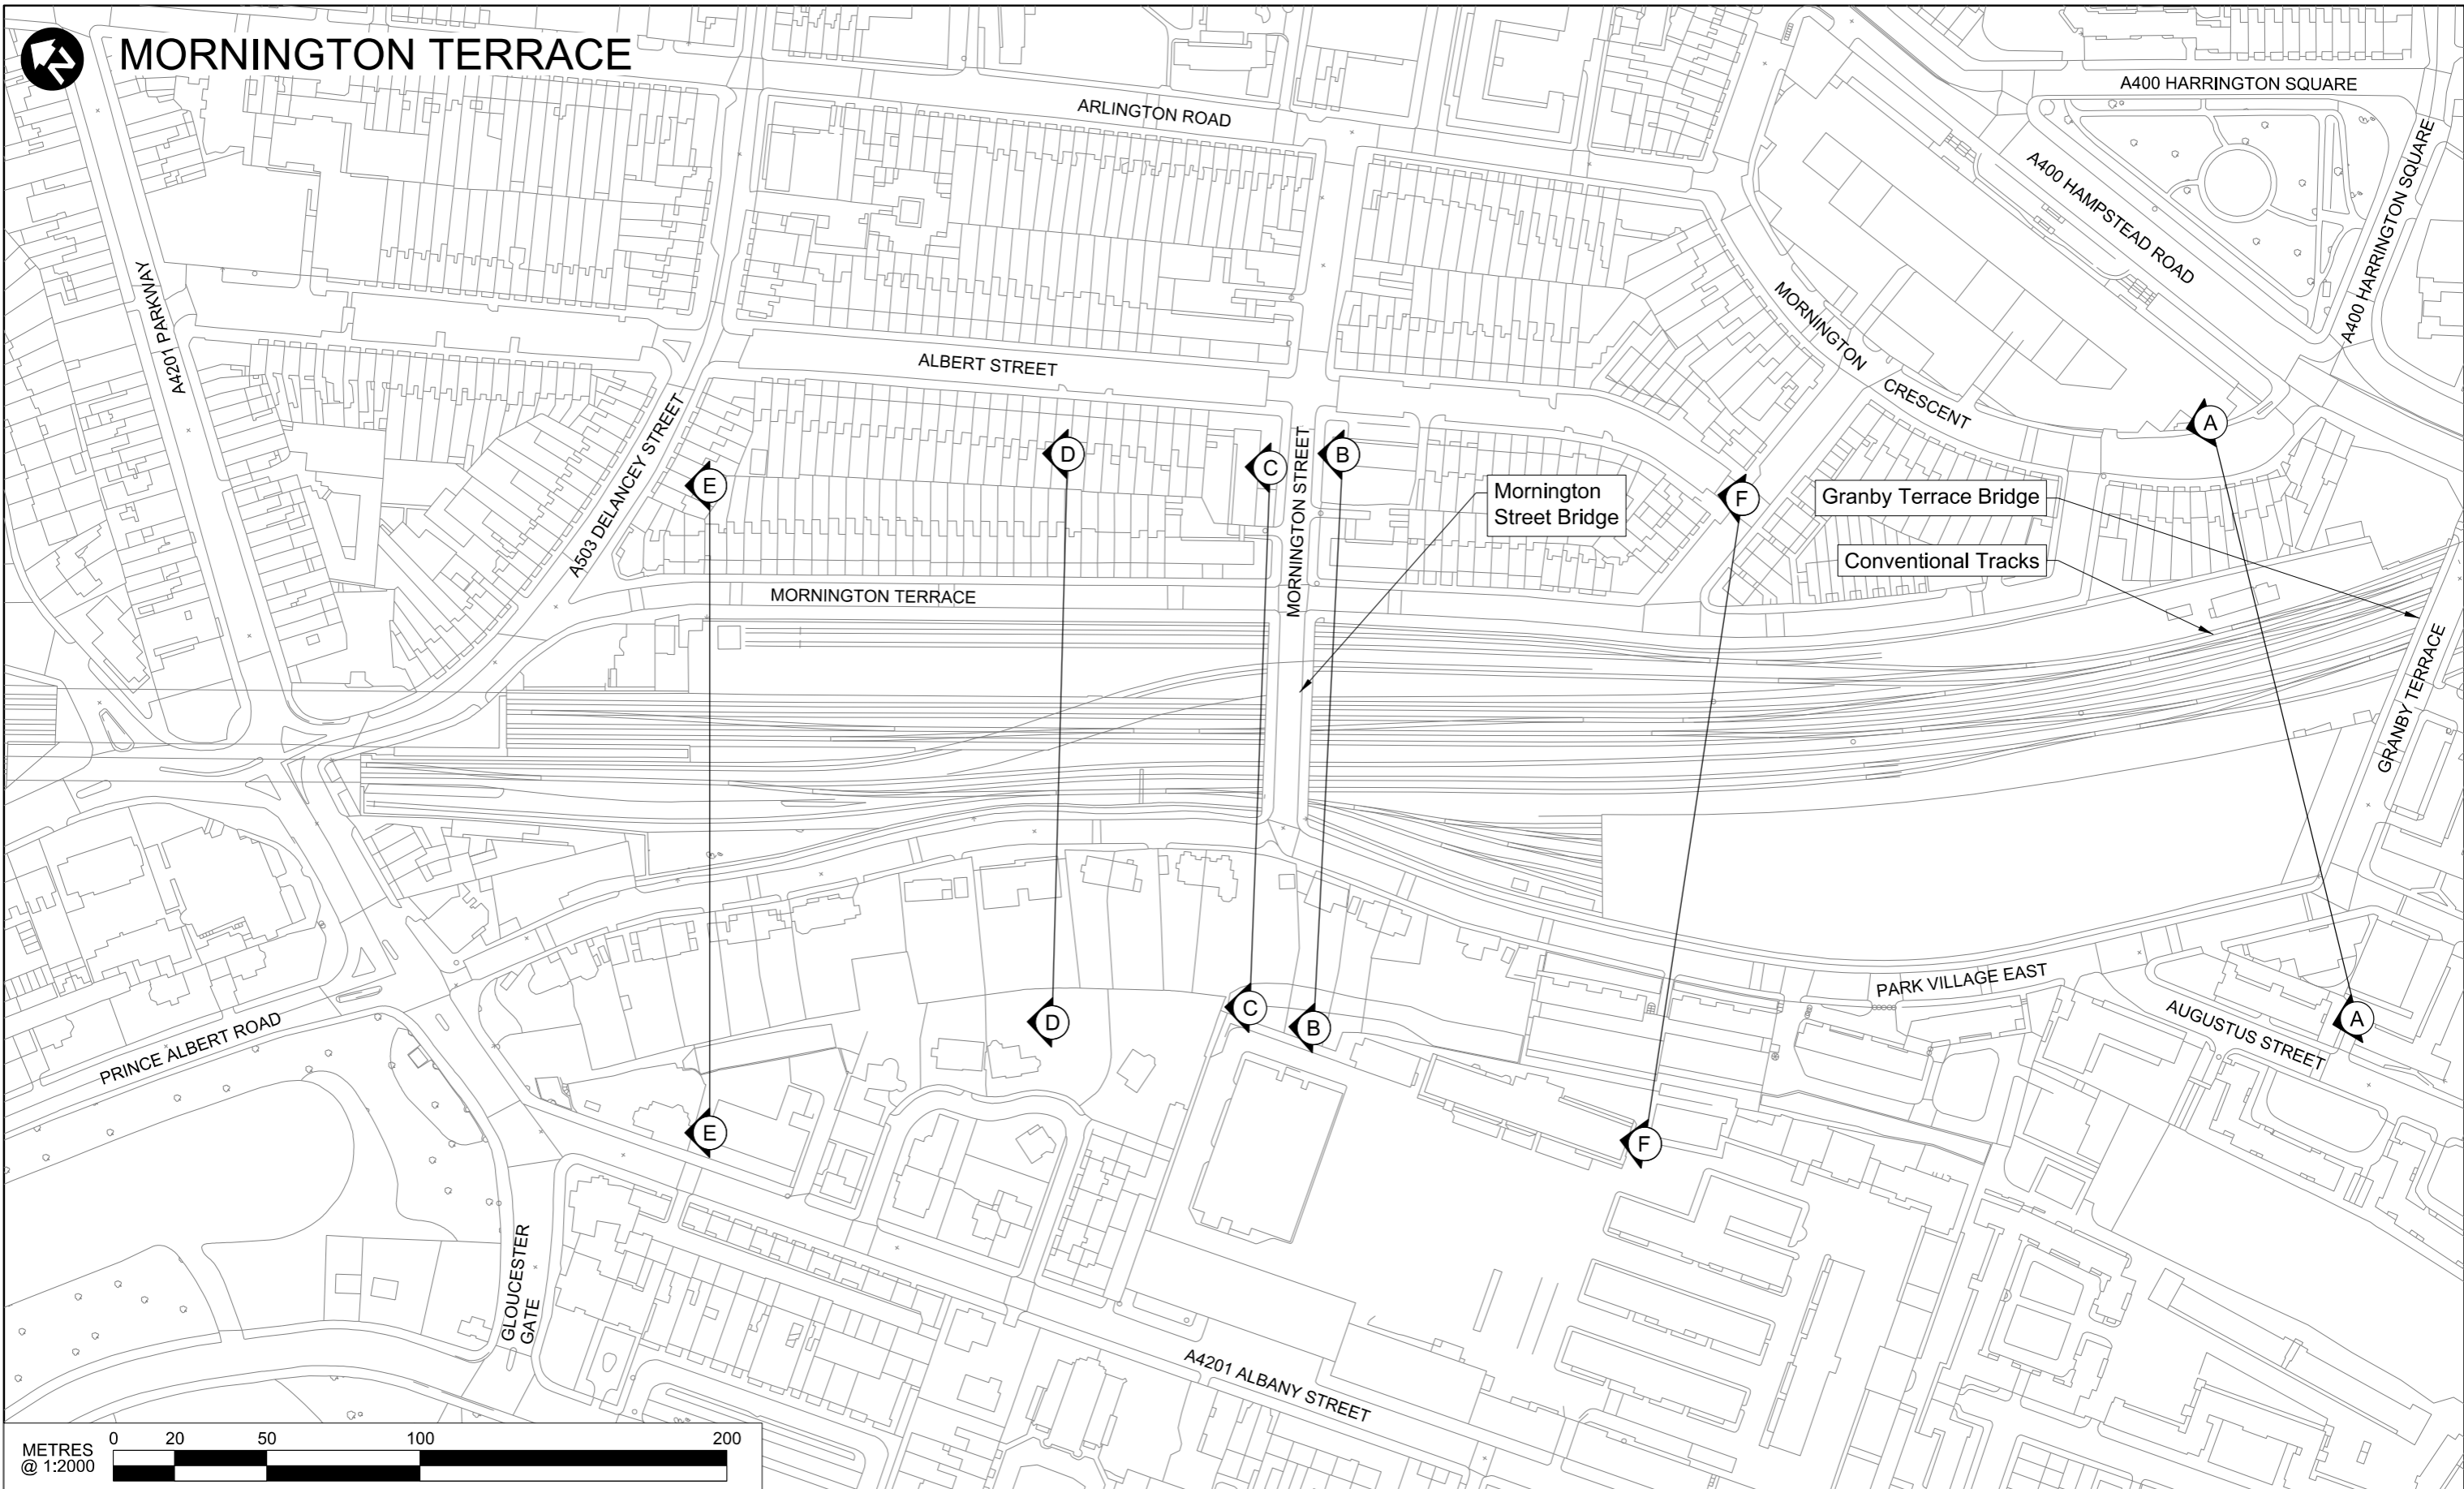 N
MORNINGTON TERRACE
ARLINGTON ROAD
A400 HARRINGTON SQUARE
A400 HAMPSTEAD ROAD
A400 HARRINGTON SQUARE
A4201 PARKWAY
ALBERT STREET
MORNINGTON
CRESCENT
A503 DELANCEY STREET
MORNINGTON STREET
A
B
C
D
E
F
Mornington
Street Bridge
Granby Terrace Bridge
Conventional Tracks
MORNINGTON TERRACE
GRANBY TERRACE
PARK VILLAGE EAST
AUGUSTUS STREET
PRINCE ALBERT ROAD
A
B
C
D
E
F
GLOUCESTER
GATE
A4201 ALBANY STREET
METRES
@ 1:2000
0 20 50 100 200